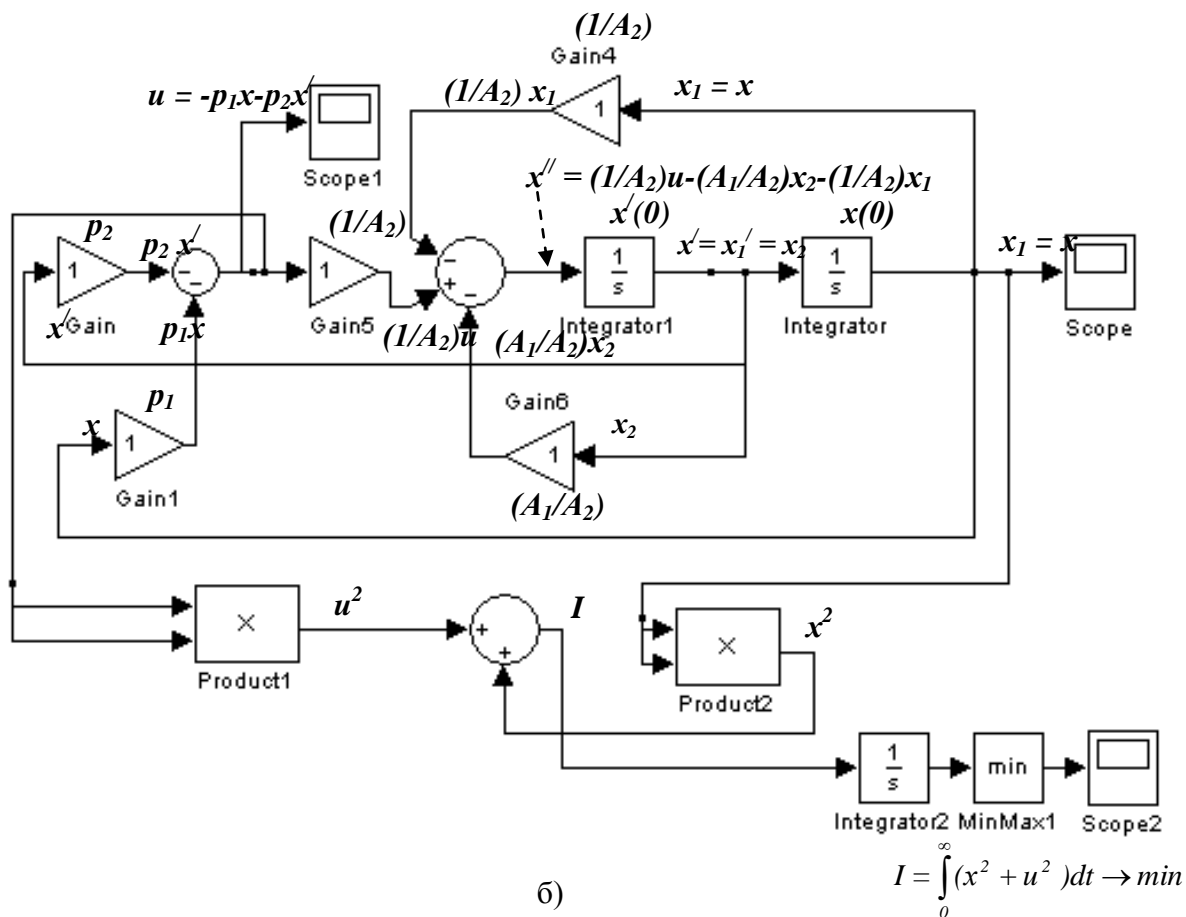 (1/A₂)
Gain4
u = -p₁x-p₂x′
(1/A₂) x₁
1
x₁ = x
Scope1
x′′ = (1/A₂)u-(A₁/A₂)x₂-(1/A₂)x₁
x′(0)
x(0)
(1/A₂)
p₂
p₂ x′
x′= x₁′ = x₂
x₁ = x
1
-
-
1
-
+
-
1/s
1/s
x′
Gain
p₁x
Gain5
(1/A₂)u
(A₁/A₂)x₂
Integrator1
Integrator
Scope
p₁
Gain6
x
1
x₂
1
Gain1
(A₁/A₂)
×
Product1
u²
+
+
I
×
Product2
x²
1/s
min
Integrator2
MinMax1
Scope2
I = ∫₀^∞ (x² + u² )dt → min
б)